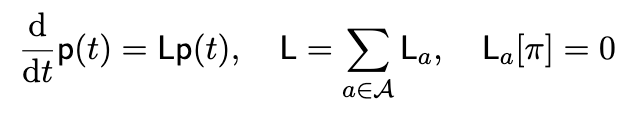 d/dt p(t) = Lp(t), L = ∑_{a∈𝒜} L_a, L_a[π] = 0